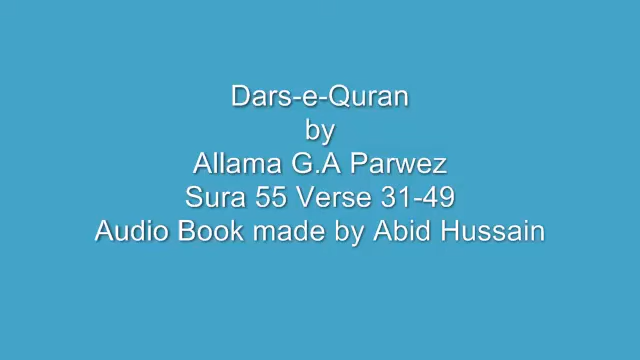 Dars-e-Quran
by
Allama G.A Parwez
Sura 55 Verse 31-49
Audio Book made by Abid Hussain